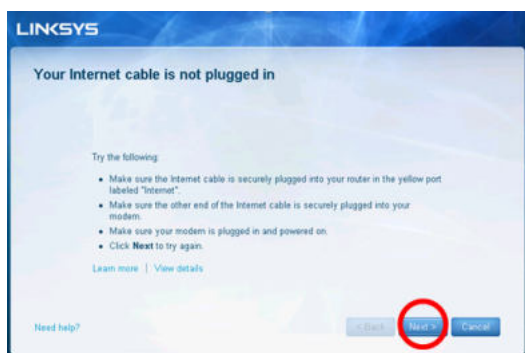 LINKSYS
Your Internet cable is not plugged in
Try the following:
• Make sure the Internet cable is securely plugged into your router in the yellow port
labeled "Internet".
• Make sure the other end of the Internet cable is securely plugged into your
modem.
• Make sure your modem is plugged in and powered on.
• Click Next to try again.
Learn more | View details
Need help?
< Back Next > Cancel